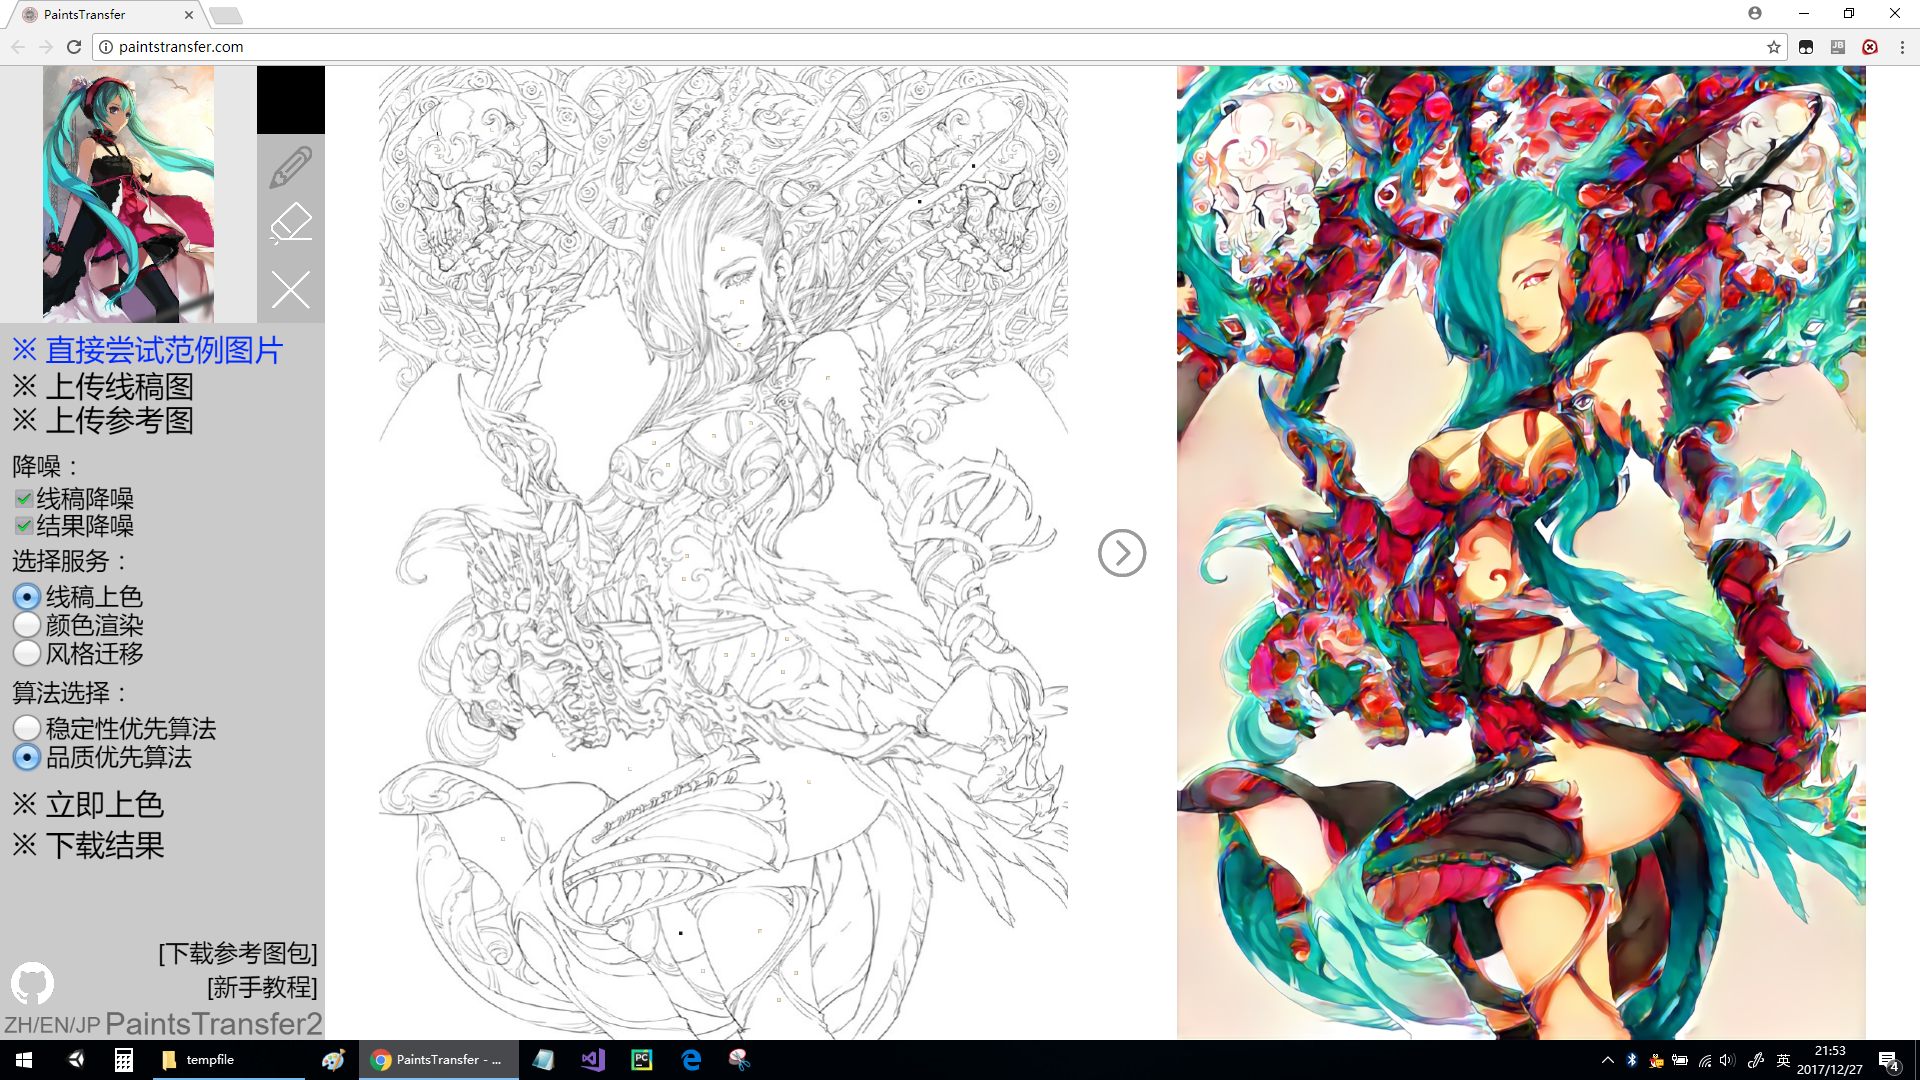 PaintsTransfer
paintstransfer.com
JB
※ 直接尝试范例图片
※ 上传线稿图
※ 上传参考图
降噪：
线稿降噪
结果降噪
选择服务：
线稿上色
颜色渲染
风格迁移
算法选择：
稳定性优先算法
品质优先算法
※ 立即上色
※ 下载结果
[下载参考图包]
[新手教程]
ZH/EN/JP PaintsTransfer2
tempfile
PaintsTransfer - ...
PC
英
21:53
2017/12/27
4